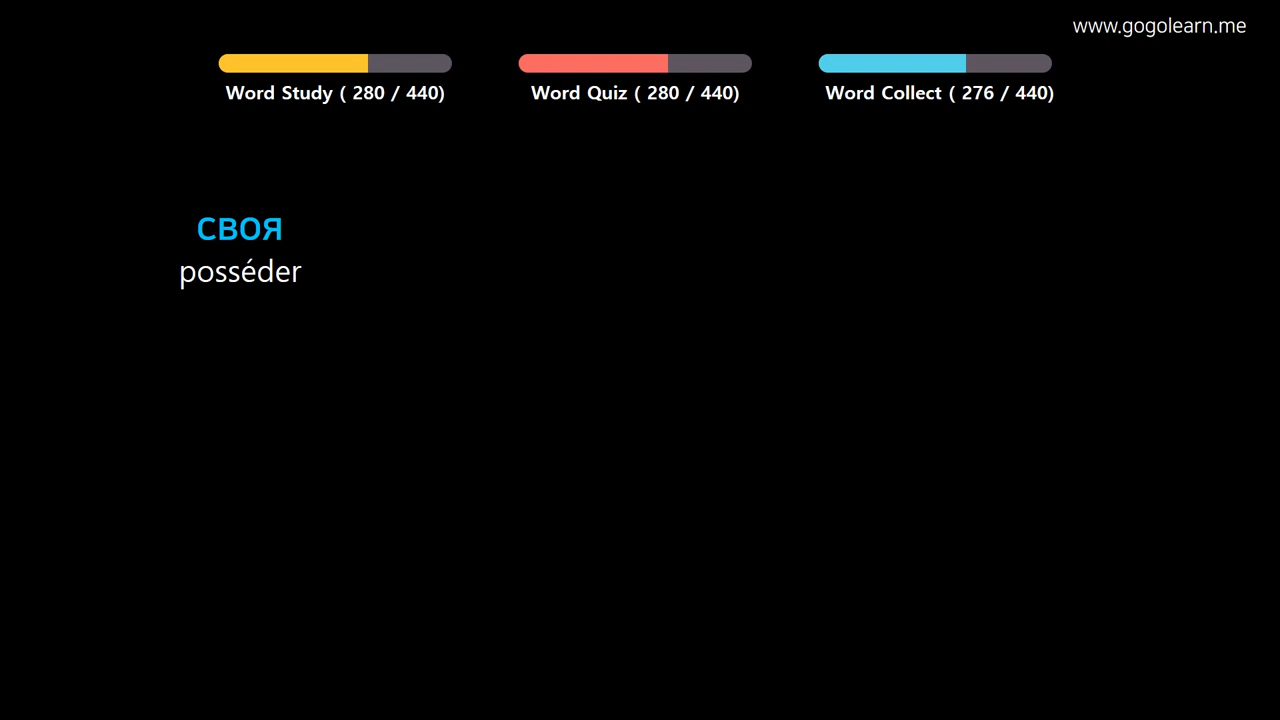 www.gogolearn.me
Word Study ( 280 / 440)
Word Quiz ( 280 / 440)
Word Collect ( 276 / 440)
своя
posséder